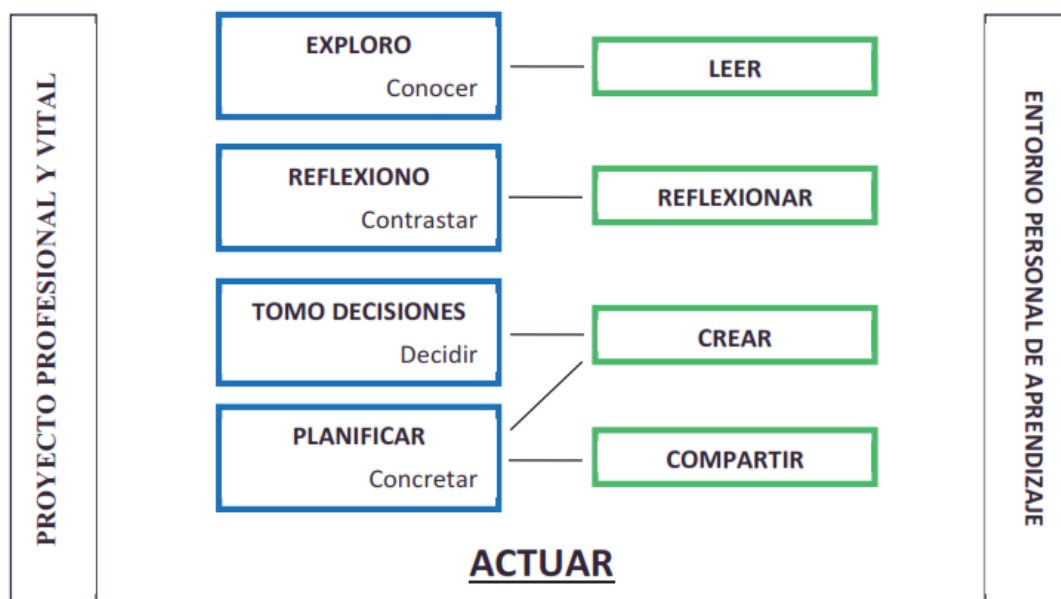 PROYECTO PROFESIONAL Y VITAL
EXPLORO
Conocer
LEER
REFLEXIONO
Contrastar
REFLEXIONAR
TOMO DECISIONES
Decidir
CREAR
PLANIFICAR
Concretar
COMPARTIR
ACTUAR
ENTORNO PERSONAL DE APRENDIZAJE